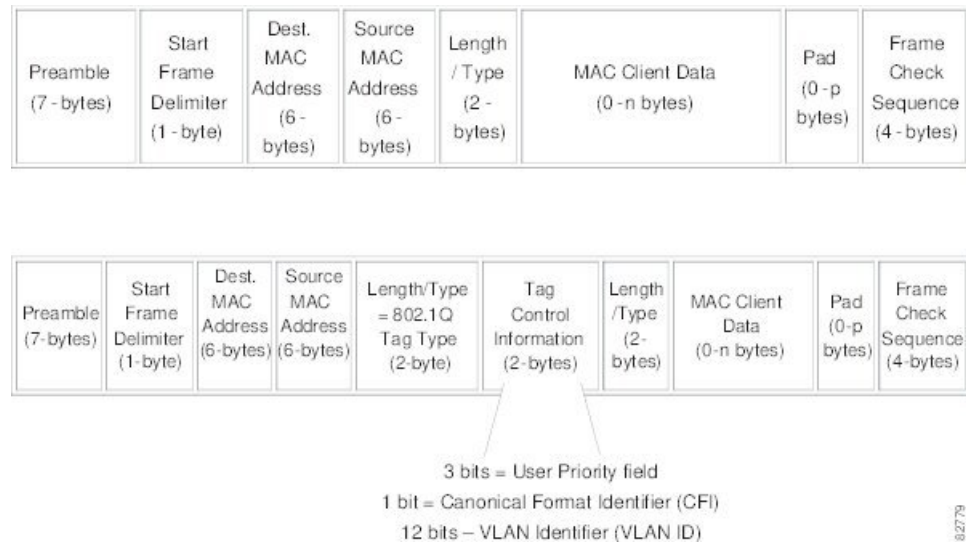 Preamble
(7 - bytes)
Start
Frame
Delimiter
(1 - byte)
Dest.
MAC
Address
(6 -
bytes)
Source
MAC
Address
(6 -
bytes)
Length
/ Type
(2 -
bytes)
MAC Client Data
(0 -n bytes)
Pad
(0 -p
bytes)
Frame
Check
Sequence
(4 - bytes)
Preamble
(7-bytes)
Start
Frame
Delimiter
(1-byte)
Dest.
MAC
Address
(6-bytes)
Source
MAC
Address
(6-bytes)
Length/Type
= 802.1Q
Tag Type
(2-byte)
Tag
Control
Information
(2-bytes)
Length
/Type
(2-
bytes)
MAC Client
Data
(0-n bytes)
Pad
(0-p
bytes)
Frame
Check
Sequence
(4-bytes)
3 bits = User Priority field
1 bit = Canonical Format Identifier (CFI)
12 bits – VLAN Identifier (VLAN ID)
82779